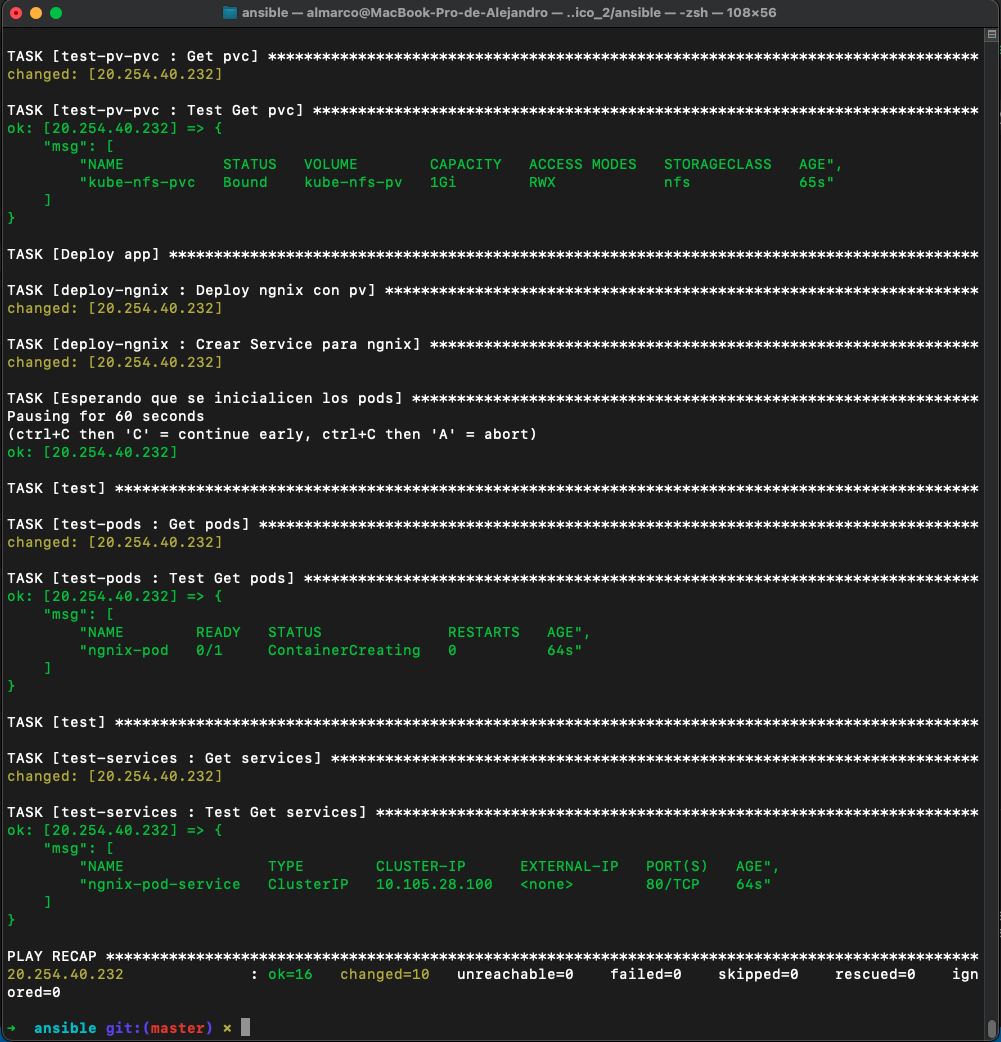 ansible — almarco@MacBook-Pro-de-Alejandro — ..ico_2/ansible — -zsh — 108×56
TASK [test-pv-pvc : Get pvc] *******************************************************************************
changed: [20.254.40.232]
TASK [test-pv-pvc : Test Get pvc] **************************************************************************
ok: [20.254.40.232] => {
    "msg": [
        "NAME           STATUS   VOLUME        CAPACITY   ACCESS MODES   STORAGECLASS   AGE",
        "kube-nfs-pvc   Bound    kube-nfs-pv   1Gi        RWX            nfs            65s"
    ]
}
TASK [Deploy app] ******************************************************************************************
TASK [deploy-ngnix : Deploy ngnix con pv] ******************************************************************
changed: [20.254.40.232]
TASK [deploy-ngnix : Crear Service para ngnix] *************************************************************
changed: [20.254.40.232]
TASK [Esperando que se inicialicen los pods] ***************************************************************
Pausing for 60 seconds
(ctrl+C then 'C' = continue early, ctrl+C then 'A' = abort)
ok: [20.254.40.232]
TASK [test] ************************************************************************************************
TASK [test-pods : Get pods] ********************************************************************************
changed: [20.254.40.232]
TASK [test-pods : Test Get pods] ***************************************************************************
ok: [20.254.40.232] => {
    "msg": [
        "NAME        READY   STATUS              RESTARTS   AGE",
        "ngnix-pod   0/1     ContainerCreating   0          64s"
    ]
}
TASK [test] ************************************************************************************************
TASK [test-services : Get services] ************************************************************************
changed: [20.254.40.232]
TASK [test-services : Test Get services] *******************************************************************
ok: [20.254.40.232] => {
    "msg": [
        "NAME                TYPE        CLUSTER-IP      EXTERNAL-IP   PORT(S)   AGE",
        "ngnix-pod-service   ClusterIP   10.105.28.100   <none>        80/TCP    64s"
    ]
}
PLAY RECAP *************************************************************************************************
20.254.40.232              : ok=16   changed=10   unreachable=0    failed=0    skipped=0    rescued=0    ign
ored=0
➜  ansible git:(master) ×